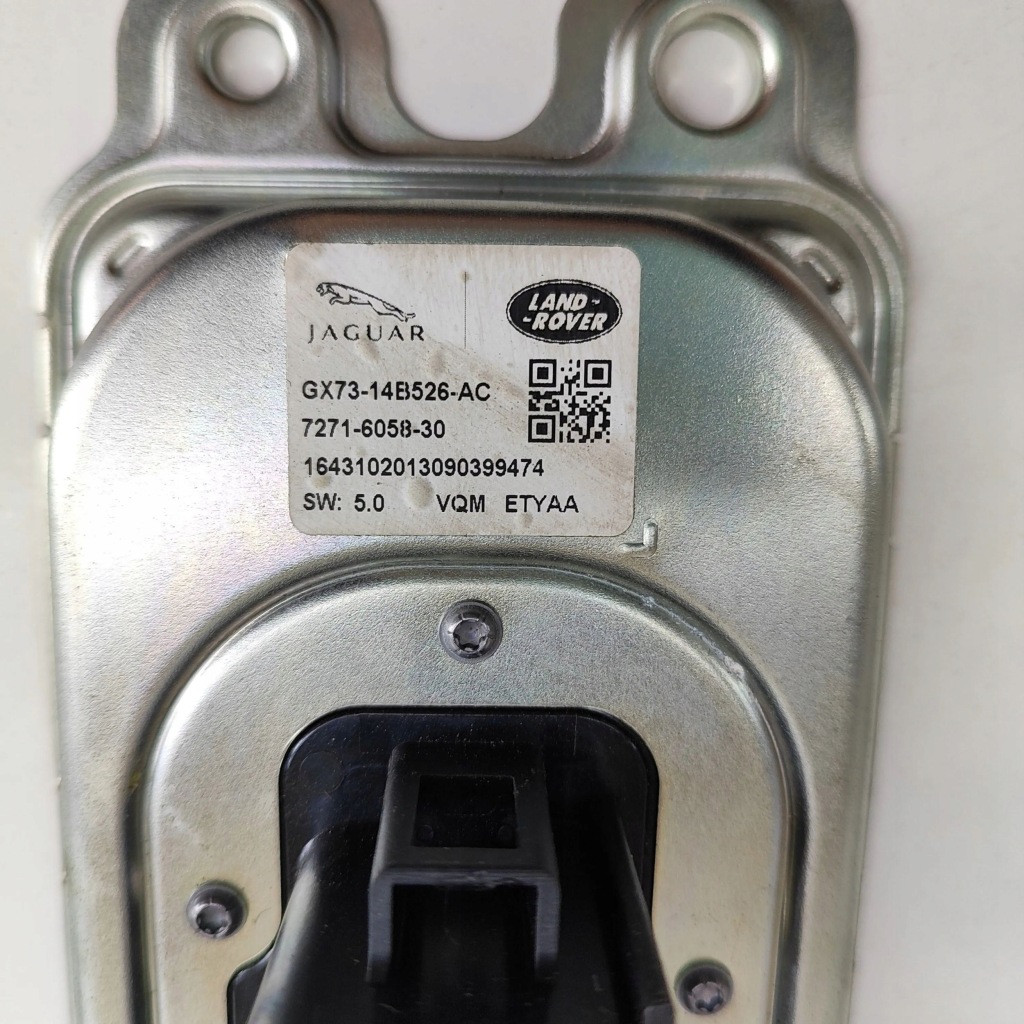 JAGUAR
LAND-
-ROVER
GX73-14B526-AC
7271-6058-30
1643102013090399474
SW: 5.0 VQM ETYAA